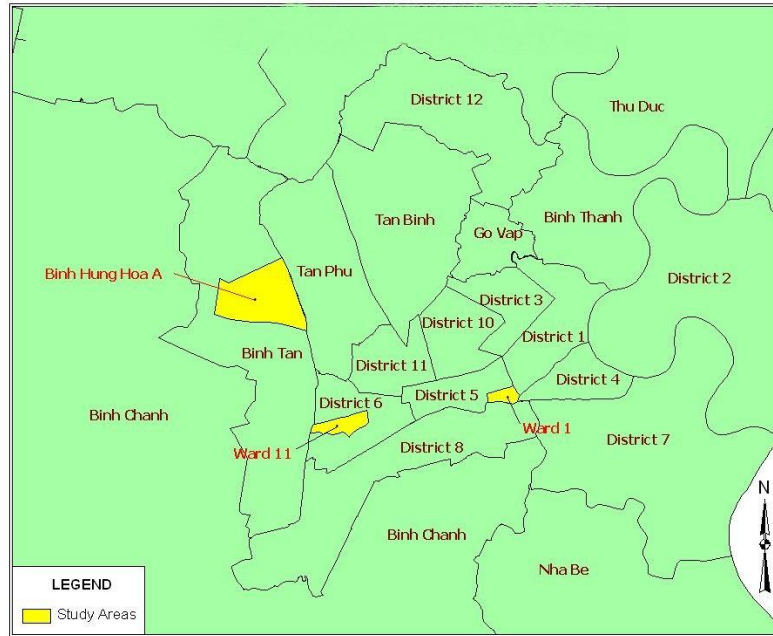 District 12
Thu Duc
Tan Binh
Go Vap
Binh Thanh
Binh Hung Hoa A
Tan Phu
District 2
District 3
District 10
District 1
Binh Tan
District 11
District 4
District 6
District 5
Binh Chanh
Ward 1
District 7
Ward 11
District 8
N
Binh Chanh
Nha Be
LEGEND
Study Areas